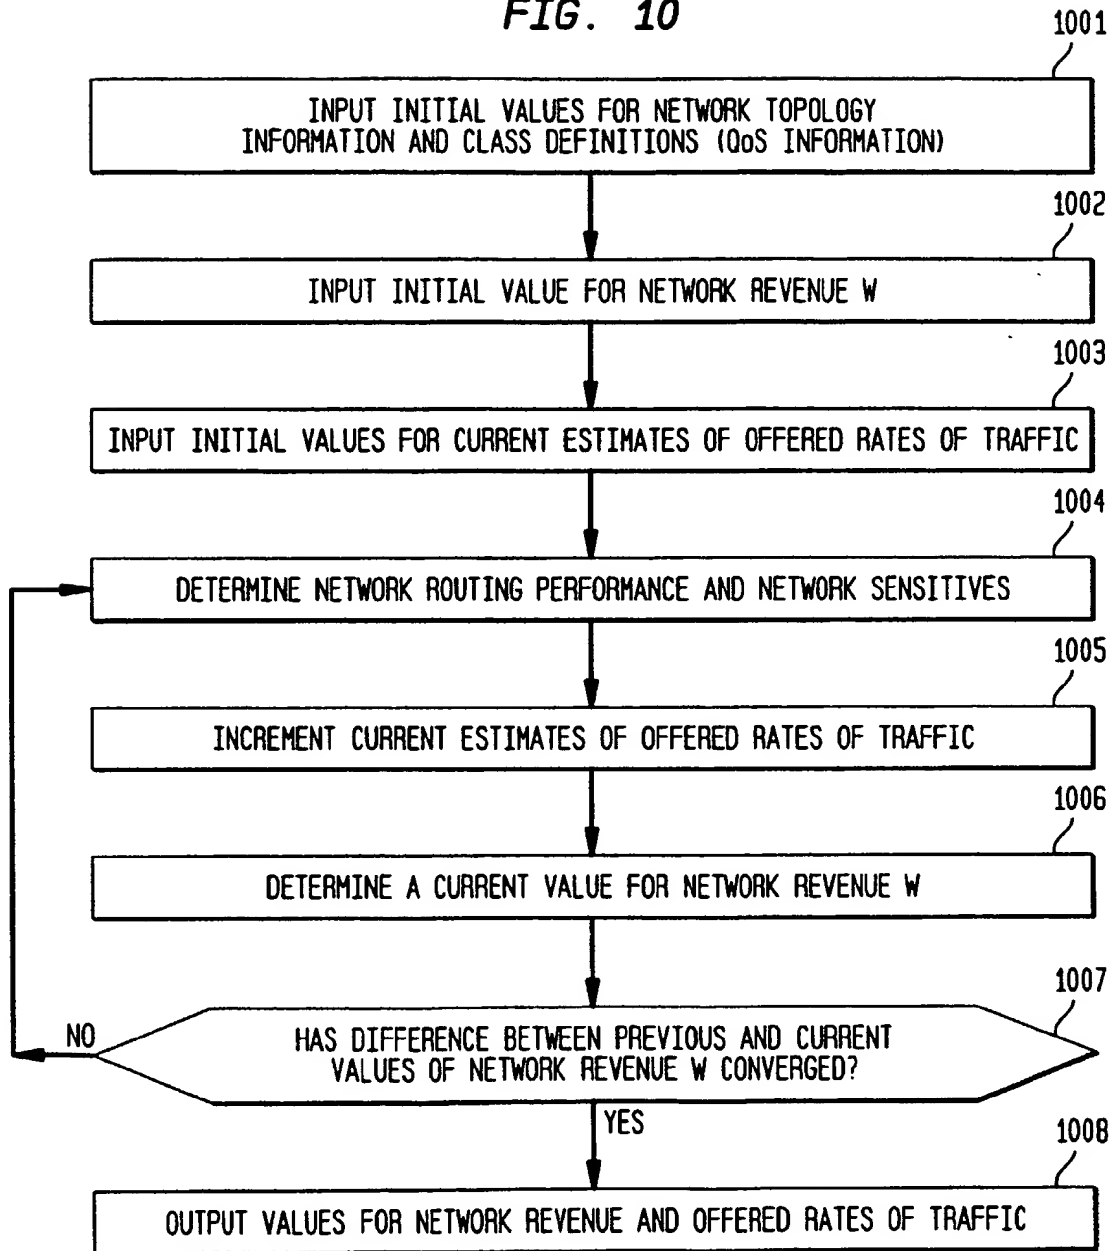 FIG. 10
1001
INPUT INITIAL VALUES FOR NETWORK TOPOLOGY
INFORMATION AND CLASS DEFINITIONS (QoS INFORMATION)
1002
INPUT INITIAL VALUE FOR NETWORK REVENUE W
1003
INPUT INITIAL VALUES FOR CURRENT ESTIMATES OF OFFERED RATES OF TRAFFIC
1004
DETERMINE NETWORK ROUTING PERFORMANCE AND NETWORK SENSITIVES
1005
INCREMENT CURRENT ESTIMATES OF OFFERED RATES OF TRAFFIC
1006
DETERMINE A CURRENT VALUE FOR NETWORK REVENUE W
1007
NO
HAS DIFFERENCE BETWEEN PREVIOUS AND CURRENT
VALUES OF NETWORK REVENUE W CONVERGED?
YES
1008
OUTPUT VALUES FOR NETWORK REVENUE AND OFFERED RATES OF TRAFFIC